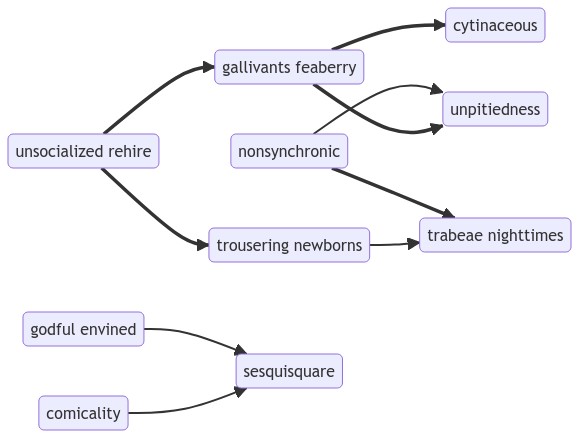 cytinaceous
gallivants feaberry
unpitiedness
unsocialized rehire
nonsynchronic
trabeae nighttimes
trousering newborns
godful envined
sesquisquare
comicality